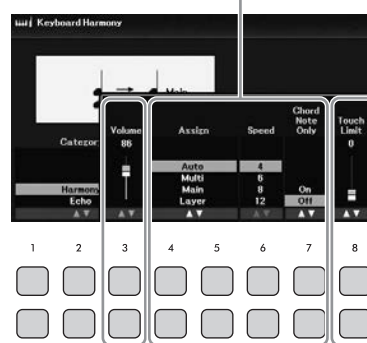 Keyboard Harmony
Main
Category
Harmony
Echo
Volume
86
Assign
Auto
Multi
Main
Layer
Speed
4
6
8
12
Chord
Note
Only
On
Off
Touch
Limit
0
1 2 3 4 5 6 7 8